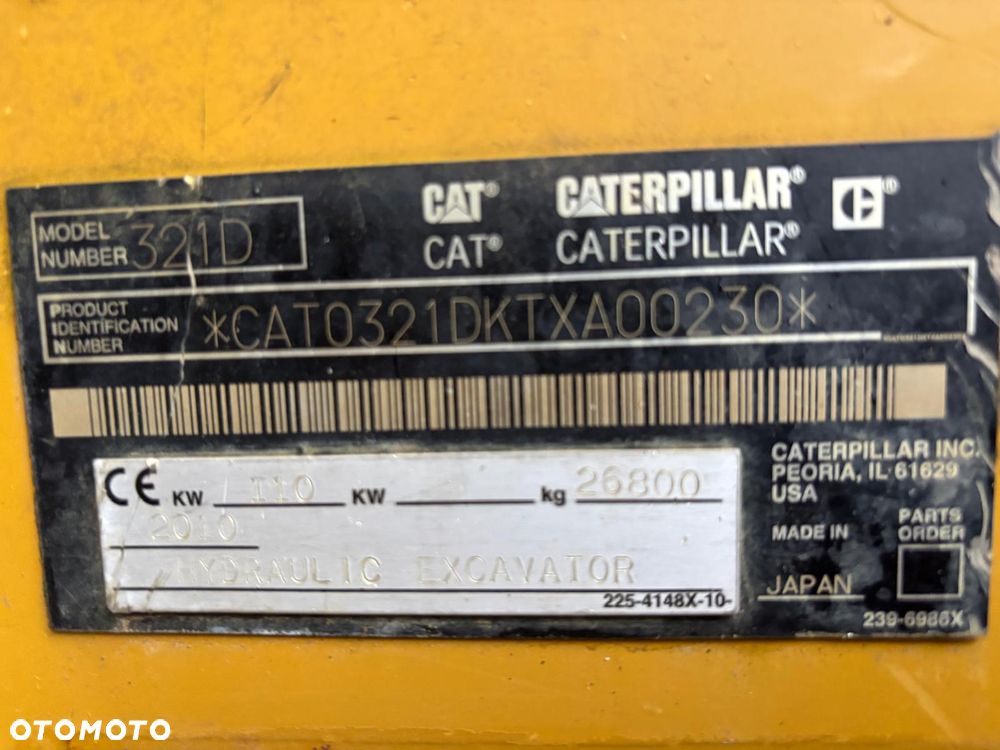 MODEL
NUMBER 321D
CAT® CATERPILLAR® ®
CAT® CATERPILLAR®
PRODUCT
IDENTIFICATION
NUMBER
*CAT0321DKTXA00230*
CE KW 110 KW kg 26800
2010
HYDRAULIC EXCAVATOR
225-4148X-10-
CATERPILLAR INC.
PEORIA, IL 61629
USA
MADE IN
JAPAN
PARTS
ORDER
239-6986X
OTOMOTO